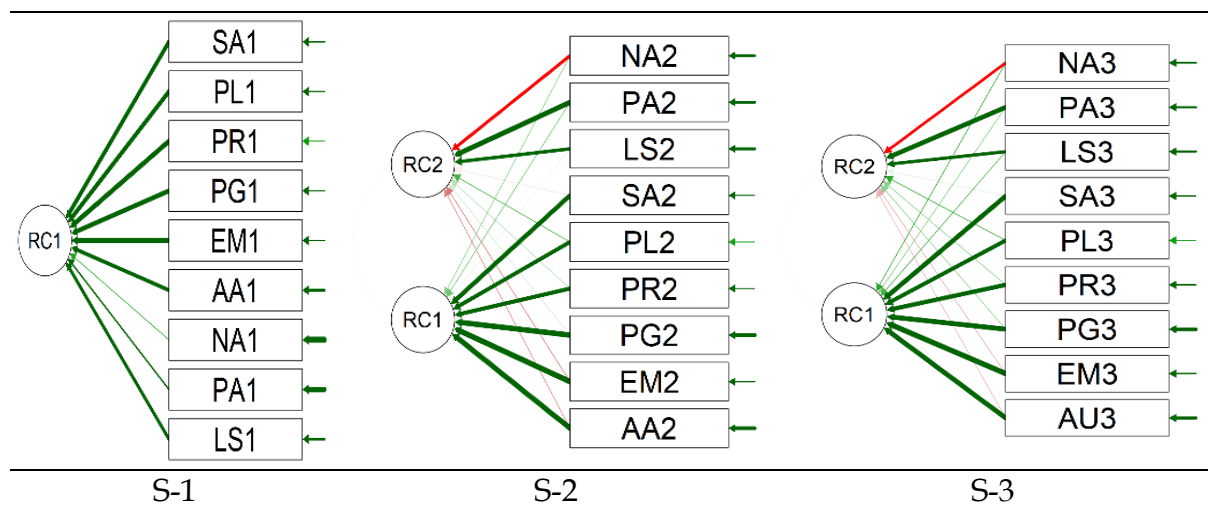 SA1
PL1
PR1
PG1
EM1
AA1
NA1
PA1
LS1
RC1
S-1
NA2
PA2
LS2
SA2
PL2
PR2
PG2
EM2
AA2
RC2
RC1
S-2
NA3
PA3
LS3
SA3
PL3
PR3
PG3
EM3
AU3
RC2
RC1
S-3